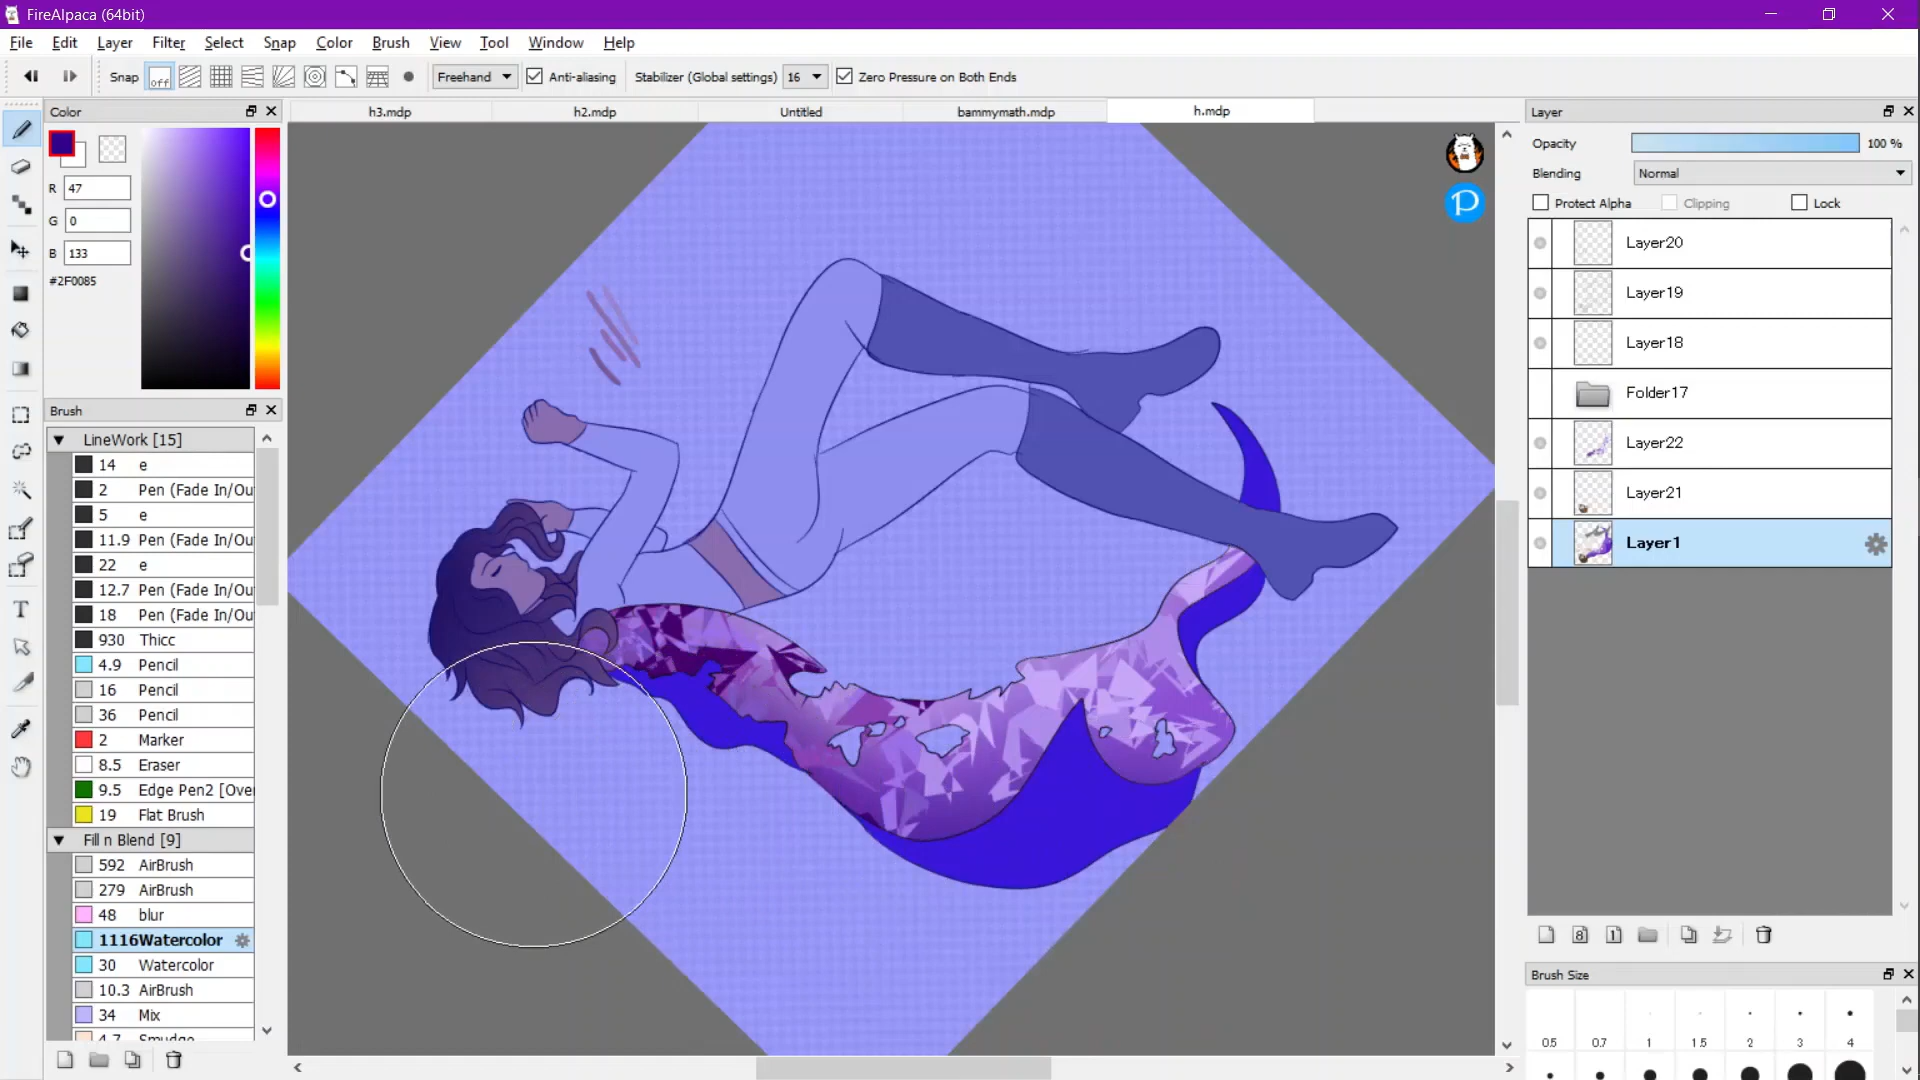 FireAlpaca (64bit)
File Edit Layer Filter Select Snap Color Brush View Tool Window Help
Snap off Freehand Anti-aliasing Stabilizer (Global settings) 16 Zero Pressure on Both Ends
Color
R 47
G 0
B 133
#2F0085
Brush
LineWork [15]
14 e
2 Pen (Fade In/Ou
5 e
11.9 Pen (Fade In/Ou
22 e
12.7 Pen (Fade In/Ou
18 Pen (Fade In/Ou
930 Thicc
4.9 Pencil
16 Pencil
36 Pencil
2 Marker
8.5 Eraser
9.5 Edge Pen2 [Ove
19 Flat Brush
Fill n Blend [9]
592 AirBrush
279 AirBrush
48 blur
1116Watercolor
30 Watercolor
10.3 AirBrush
34 Mix
4.7 Smudge
h3.mdp h2.mdp Untitled bammymath.mdp h.mdp
P
Layer
Opacity 100 %
Blending Normal
Protect Alpha Clipping Lock
Layer20
Layer19
Layer18
Folder17
Layer22
Layer21
Layer1
8 1
Brush Size
0.5 0.7 1 1.5 2 3 4